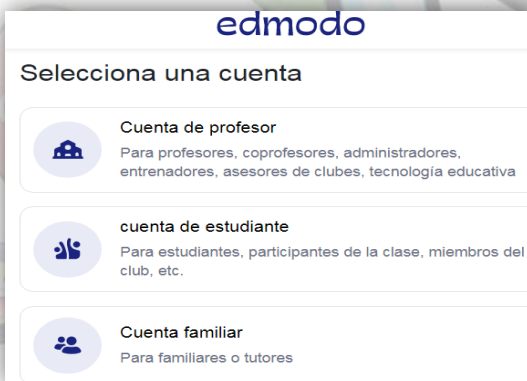 edmodo
Selecciona una cuenta
Cuenta de profesor
Para profesores, coprofesores, administradores,
entrenadores, asesores de clubes, tecnología educativa
cuenta de estudiante
Para estudiantes, participantes de la clase, miembros del
club, etc.
Cuenta familiar
Para familiares o tutores